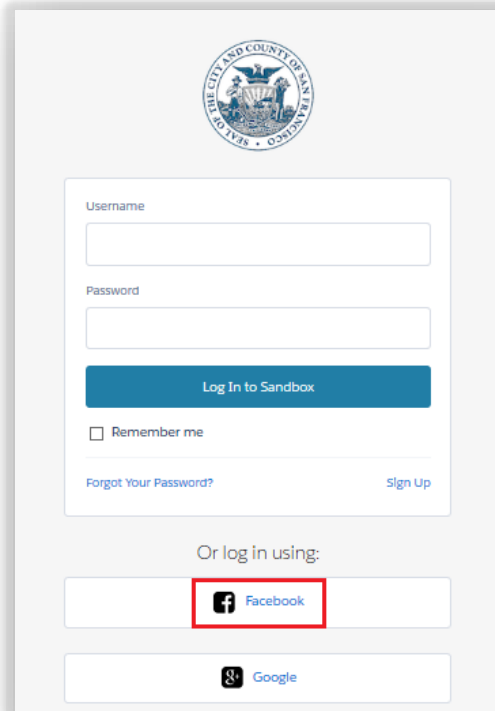 SEAL OF THE CITY AND COUNTY OF SAN FRANCISCO
Username
Password
Log In to Sandbox
Remember me
Forgot Your Password? Sign Up
Or log in using:
f Facebook
g+ Google